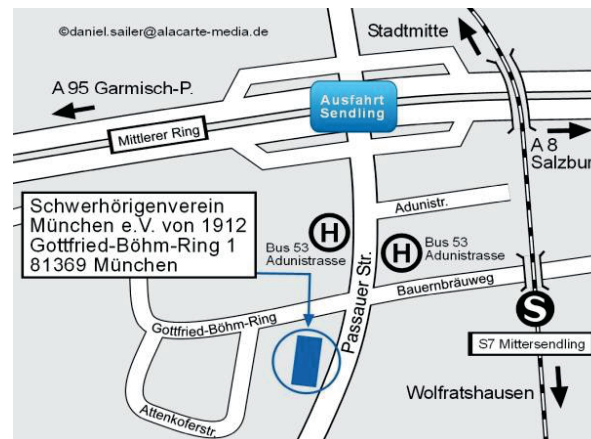 ©daniel.sailer@alacarte-media.de
Stadtmitte
A 95 Garmisch-P.
Ausfahrt
Sendling
Mittlerer Ring
A 8
Salzburg
Schwerhörigenverein
München e.V. von 1912
Gottfried-Böhm-Ring 1
81369 München
Adunistr.
H
Bus 53
Adunistrasse
H
Bus 53
Adunistrasse
Passauer Str.
Bauernbräuweg
Gottfried-Böhm-Ring
S
S7 Mittersendling
Attenkoferstr.
Wolfratshausen